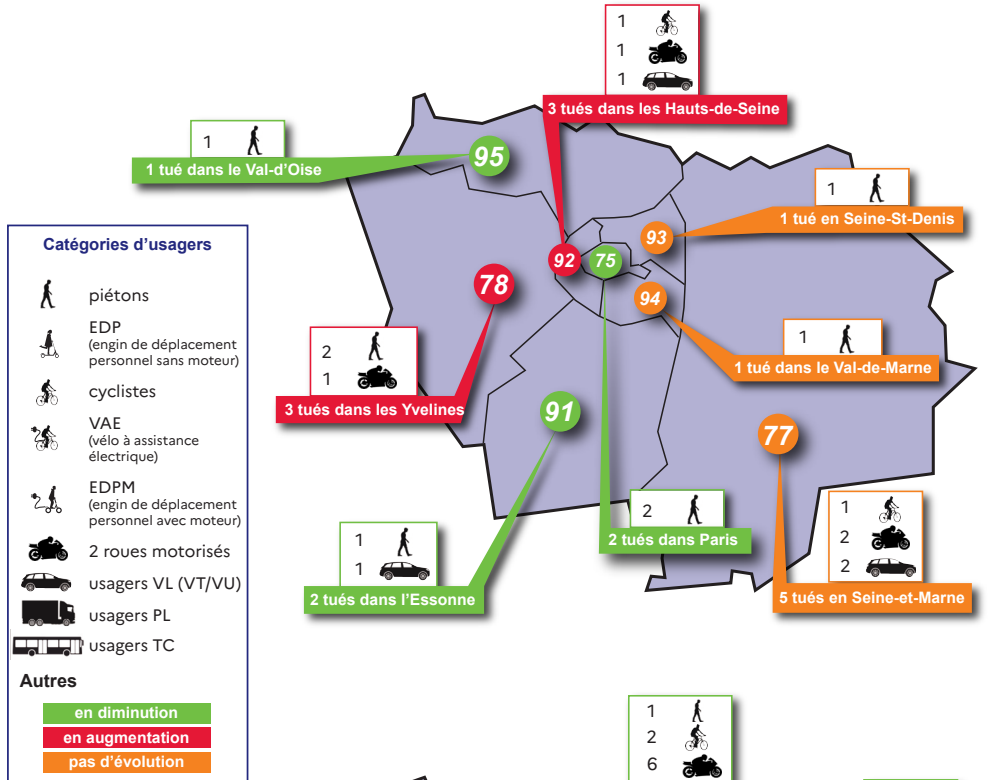 1
1
1
3 tués dans les Hauts-de-Seine
1
1 tué dans le Val-d'Oise
95
1
1 tué en Seine-St-Denis
93
92
75
78
94
Catégories d'usagers
piétons
EDP
(engin de déplacement
personnel sans moteur)
cyclistes
VAE
(vélo à assistance
électrique)
EDPM
(engin de déplacement
personnel avec moteur)
2 roues motorisés
usagers VL (VT/VU)
usagers PL
usagers TC
Autres
en diminution
en augmentation
pas d'évolution
2
1
3 tués dans les Yvelines
1
1 tué dans le Val-de-Marne
91
77
1
1
2 tués dans l'Essonne
2
2 tués dans Paris
1
2
2
5 tués en Seine-et-Marne
1
2
6